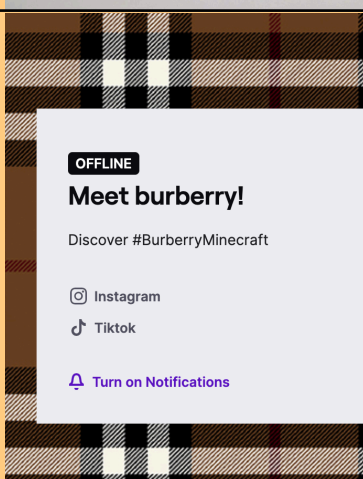 OFFLINE
Meet burberry!
Discover #BurberryMinecraft
Instagram
Tiktok
Turn on Notifications